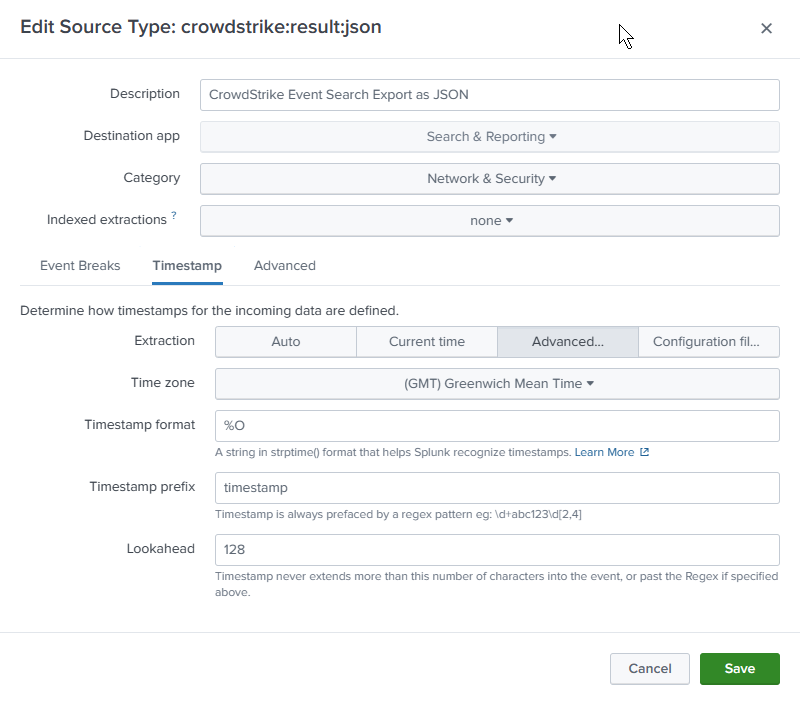 Edit Source Type: crowdstrike:result:json
Description
CrowdStrike Event Search Export as JSON
Destination app
Search & Reporting
Category
Network & Security
Indexed extractions ?
none
Event Breaks
Timestamp
Advanced
Determine how timestamps for the incoming data are defined.
Extraction
Auto
Current time
Advanced...
Configuration fil...
Time zone
(GMT) Greenwich Mean Time
Timestamp format
%O
A string in strptime() format that helps Splunk recognize timestamps. Learn More
Timestamp prefix
timestamp
Timestamp is always prefaced by a regex pattern eg: \d+abc123\d[2,4]
Lookahead
128
Timestamp never extends more than this number of characters into the event, or past the Regex if specified
above.
Cancel
Save